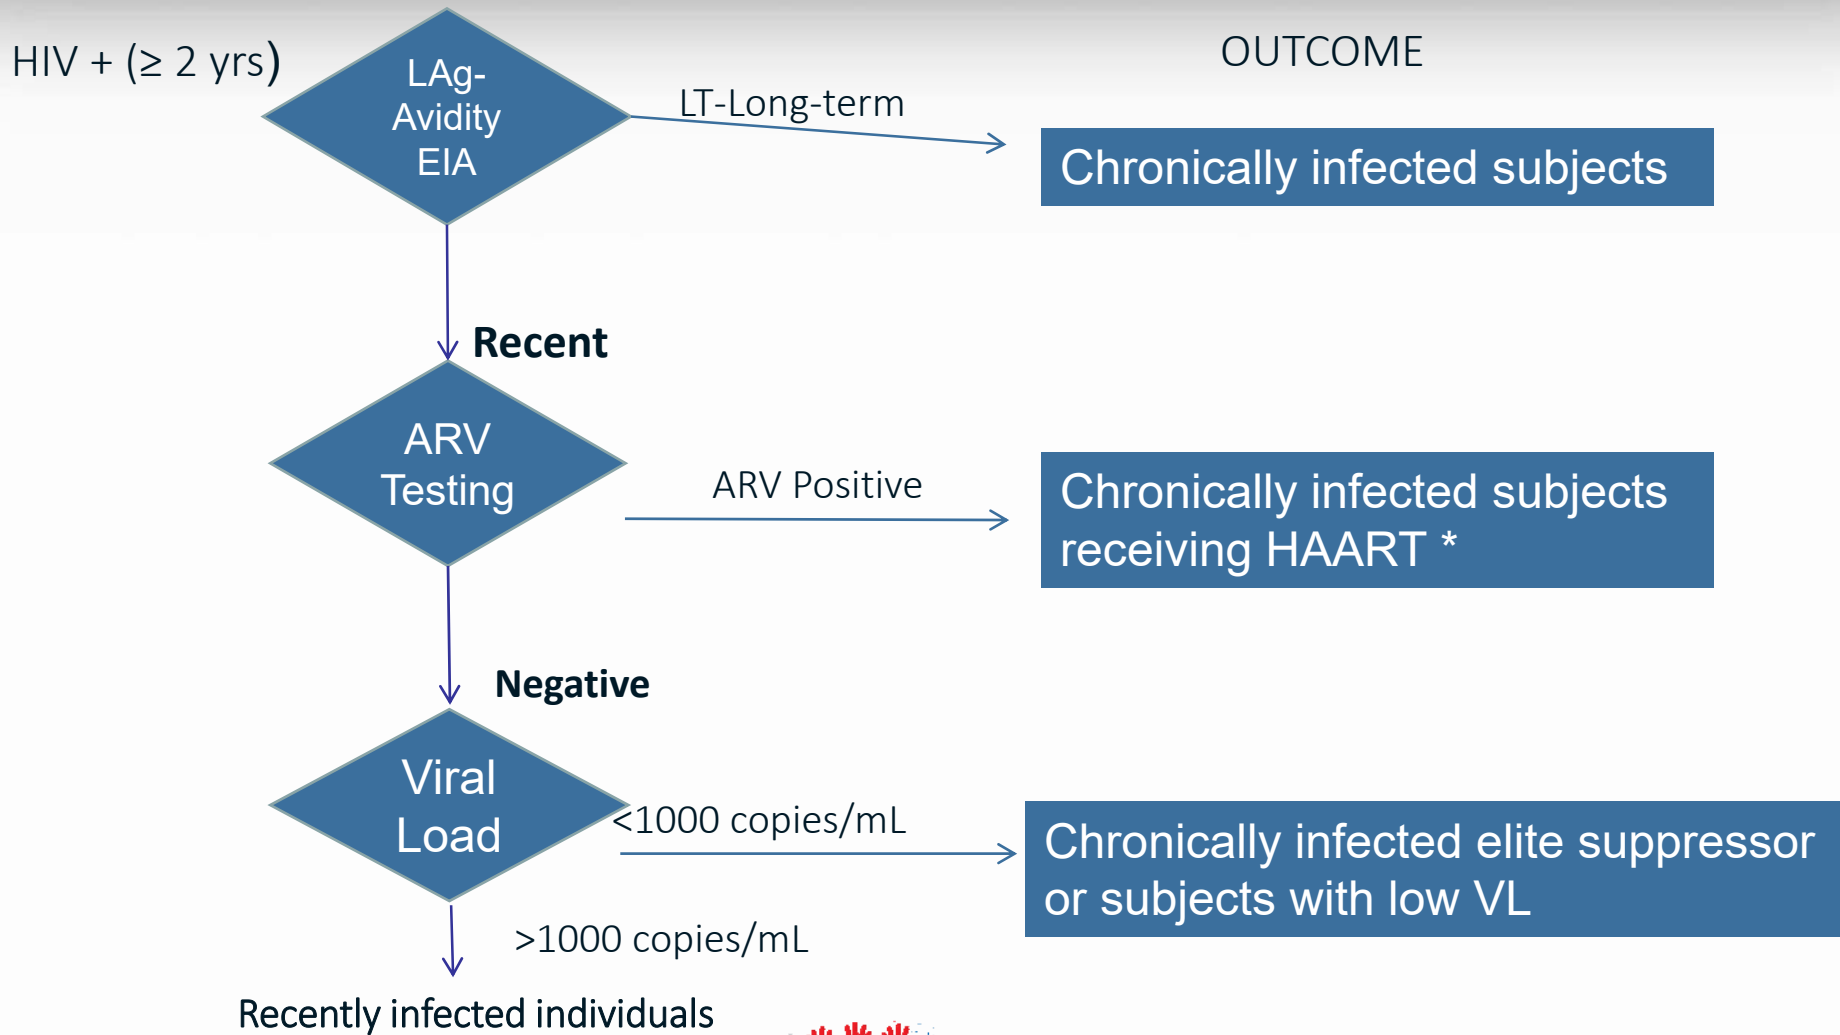 HIV + (≥ 2 yrs)
LAg-
Avidity
EIA
LT-Long-term
OUTCOME
Chronically infected subjects
Recent
ARV
Testing
ARV Positive
Chronically infected subjects
receiving HAART *
Negative
Viral
Load
<1000 copies/mL
Chronically infected elite suppressor
or subjects with low VL
>1000 copies/mL
Recently infected individuals